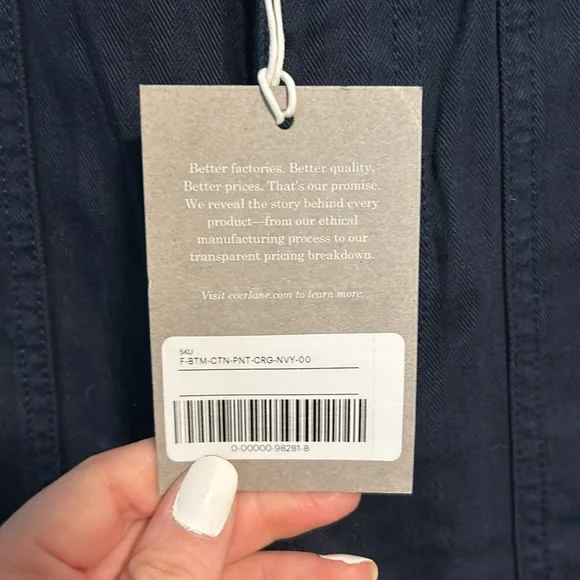 Better factories. Better quality.
Better prices. That's our promise.
We reveal the story behind every
product—from our ethical
manufacturing process to our
transparent pricing breakdown.
Visit everlane.com to learn more.
SKU
F-BTM-CTN-PNT-CRG-NVY-00
0-00000-98281-8